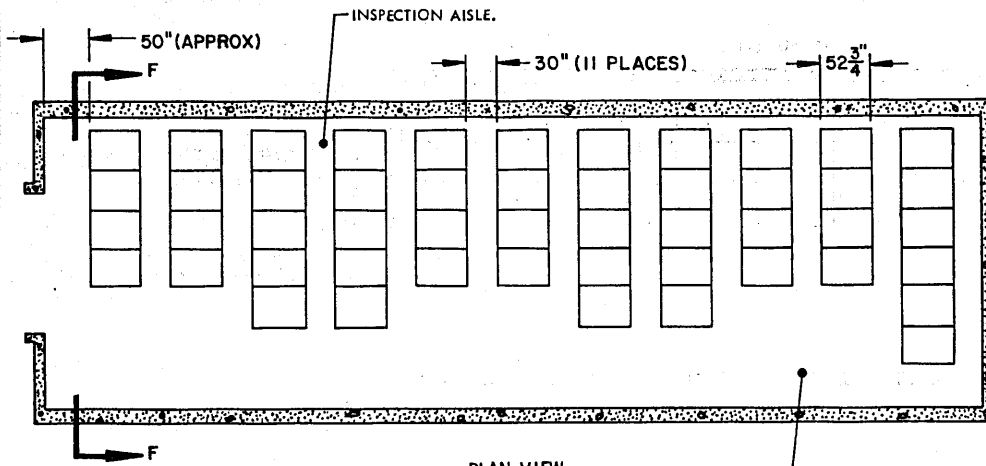 INSPECTION AISLE.
50" (APPROX)
F
30" (11 PLACES)
52 3/4"
F
PLAN VIEW